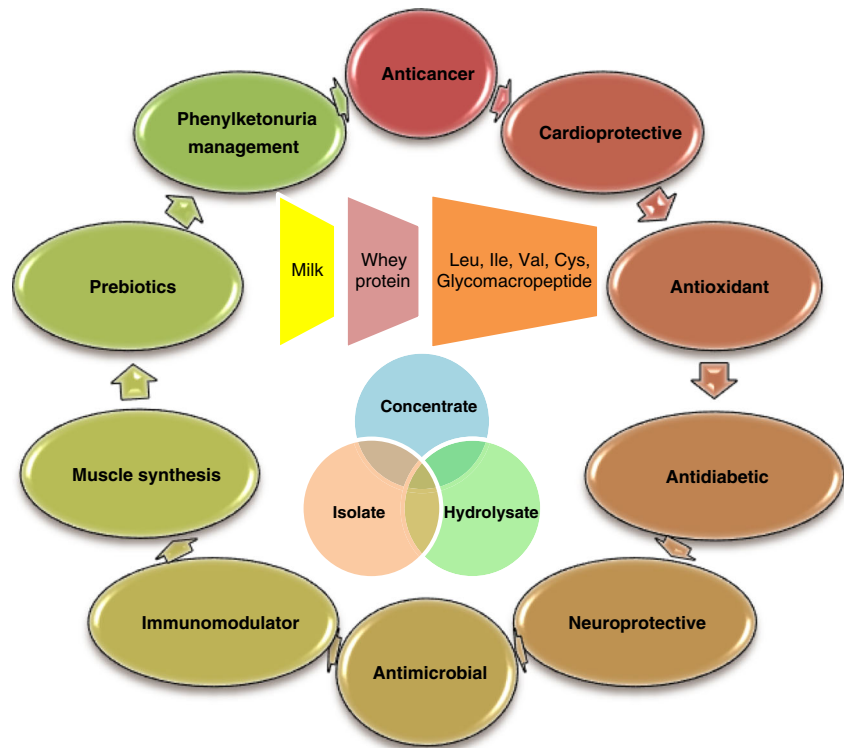 Anticancer
Cardioprotective
Antioxidant
Antidiabetic
Neuroprotective
Antimicrobial
Immunomodulator
Muscle synthesis
Prebiotics
Phenylketonuria
management
Milk
Whey
protein
Leu, Ile, Val, Cys,
Glycomacropeptide
Concentrate
Isolate
Hydrolysate